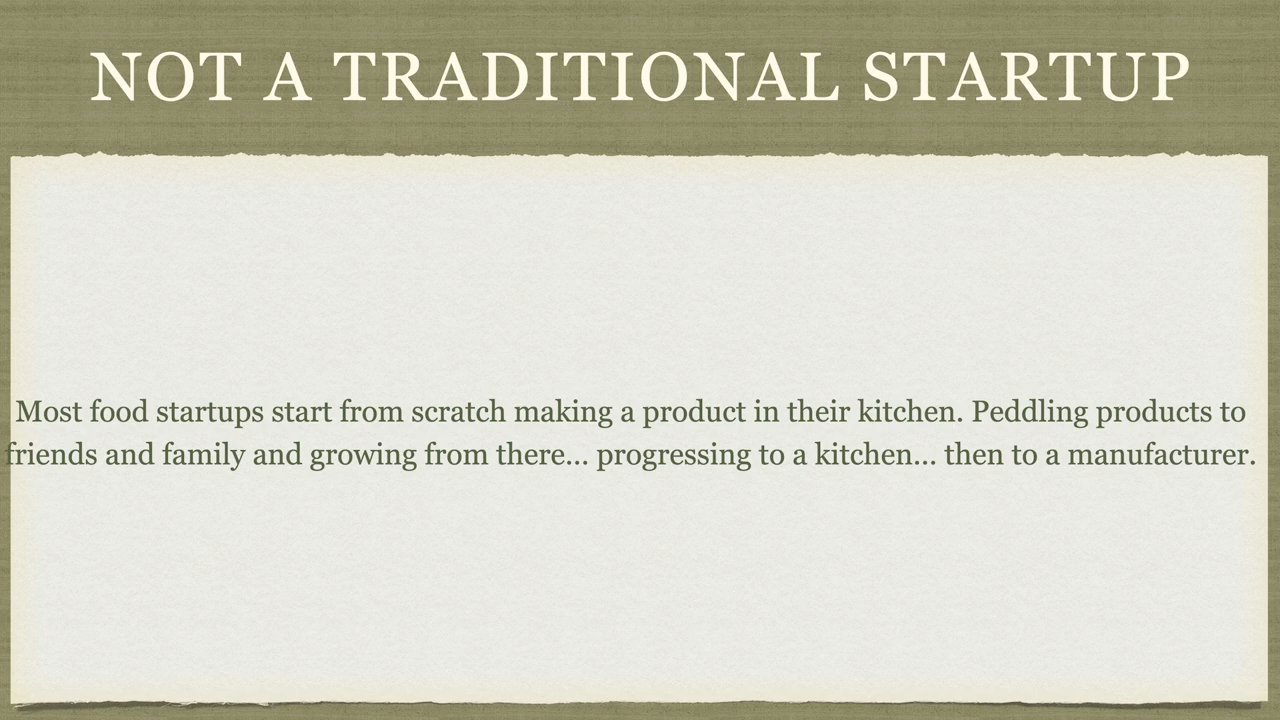 NOT A TRADITIONAL STARTUP
Most food startups start from scratch making a product in their kitchen. Peddling products to
friends and family and growing from there... progressing to a kitchen... then to a manufacturer.